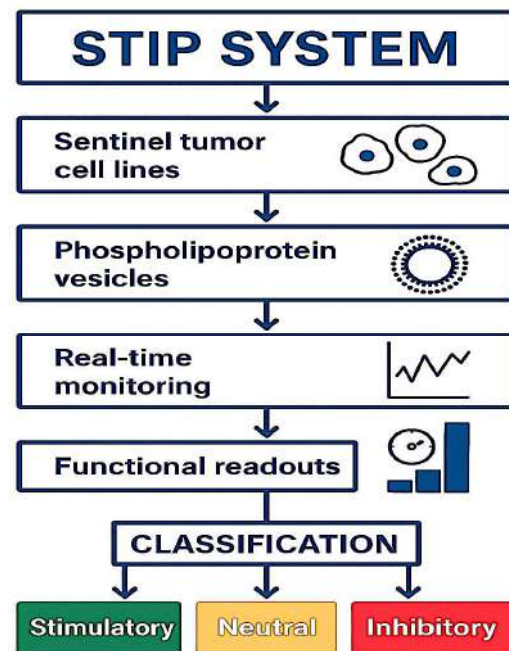 STIP SYSTEM
Sentinel tumor
cell lines
Phospholipoprotein
vesicles
Real-time
monitoring
Functional readouts
CLASSIFICATION
Stimulatory
Neutral
Inhibitory